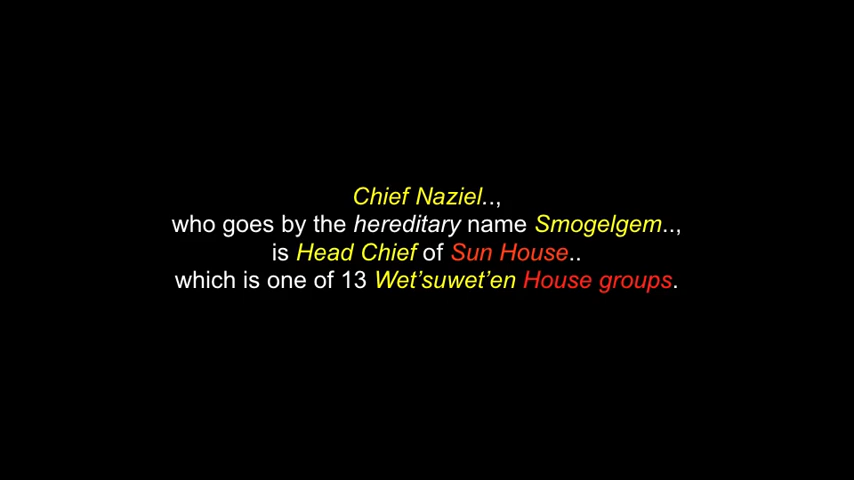 Chief Naziel..,
who goes by the hereditary name Smogelgem..,
is Head Chief of Sun House..
which is one of 13 Wet’suwet’en House groups.